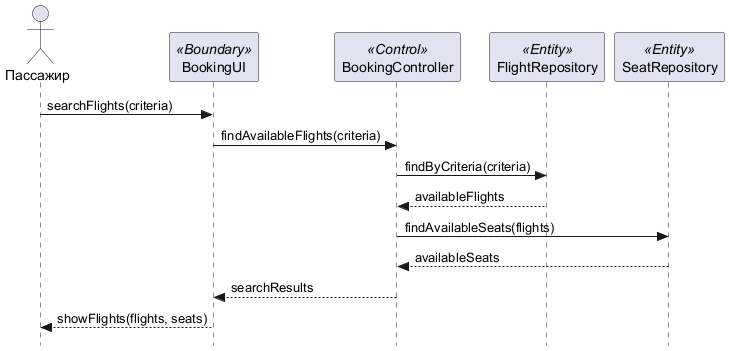 «Boundary»
BookingUI
«Control»
BookingController
«Entity»
FlightRepository
«Entity»
SeatRepository
Пассажир
searchFlights(criteria)
findAvailableFlights(criteria)
findByCriteria(criteria)
availableFlights
findAvailableSeats(flights)
availableSeats
searchResults
showFlights(flights, seats)